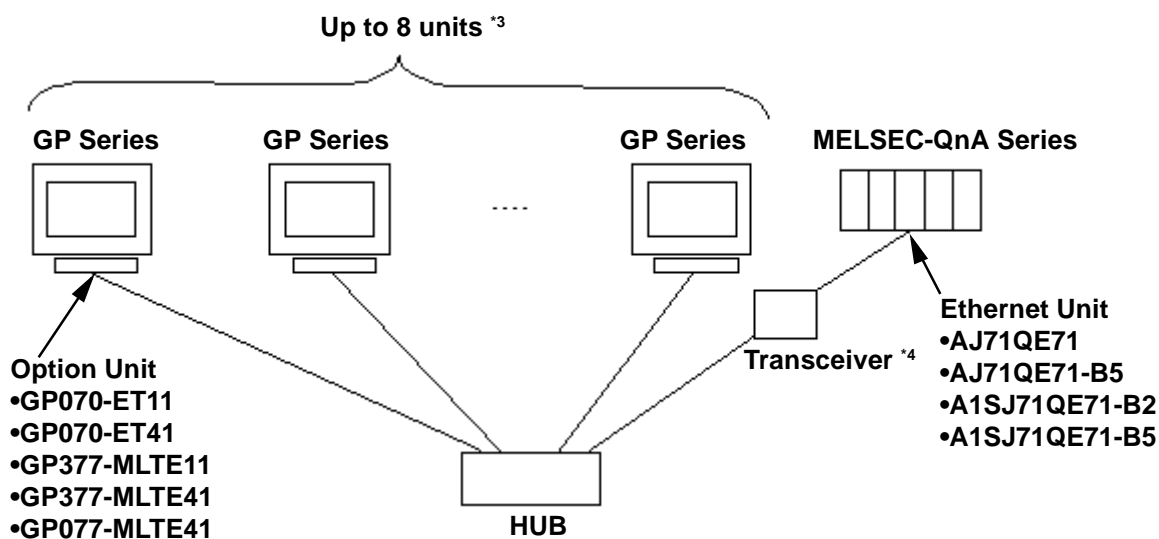 Up to 8 units *3
GP Series
GP Series
GP Series
MELSEC-QnA Series
....
Option Unit
•GP070-ET11
•GP070-ET41
•GP377-MLTE11
•GP377-MLTE41
•GP077-MLTE41
HUB
Transceiver *4
Ethernet Unit
•AJ71QE71
•AJ71QE71-B5
•A1SJ71QE71-B2
•A1SJ71QE71-B5